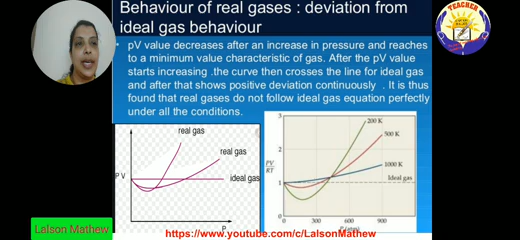 Behaviour of real gases : deviation from
ideal gas behaviour
TEACHER
• pV value decreases after an increase in pressure and reaches
to a minimum value characteristic of gas. After the pV value
starts increasing .the curve then crosses the line for ideal gas
and after that shows positive deviation continuously . It is thus
found that real gases do not follow ideal gas equation perfectly
under all the conditions.
real gas
real gas
ideal gas
P V
P
3
2
1
0
PV
RT
200 K
500 K
1000 K
Ideal gas
0
300
600
900
P (atm)
Lalson Mathew
https://www.youtube.com/c/LalsonMathew